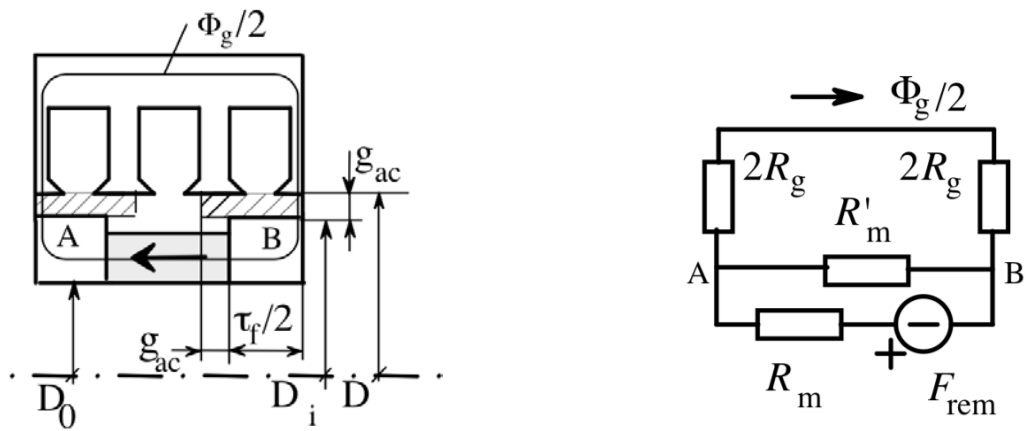 Φg/2
gac
A
B
τf/2
gac
D0
Di
D
Φg/2
2Rg
2Rg
R'm
A
B
+
−
Rm
Frem